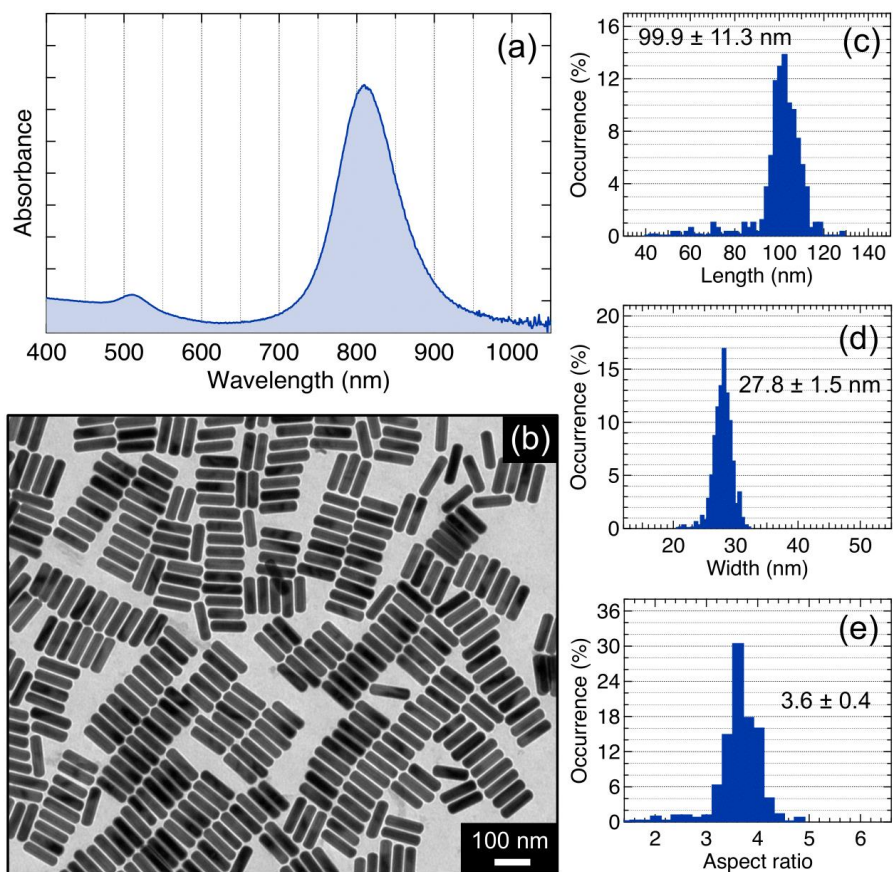 (a)
Absorbance
400 500 600 700 800 900 1000
Wavelength (nm)
(b)
100 nm
(c)
99.9 ± 11.3 nm
Occurrence (%)
16
12
8
4
0
40 60 80 100 120 140
Length (nm)
(d)
27.8 ± 1.5 nm
Occurrence (%)
20
15
10
5
0
20 30 40 50
Width (nm)
(e)
3.6 ± 0.4
Occurrence (%)
36
30
24
18
12
6
0
2 3 4 5 6
Aspect ratio